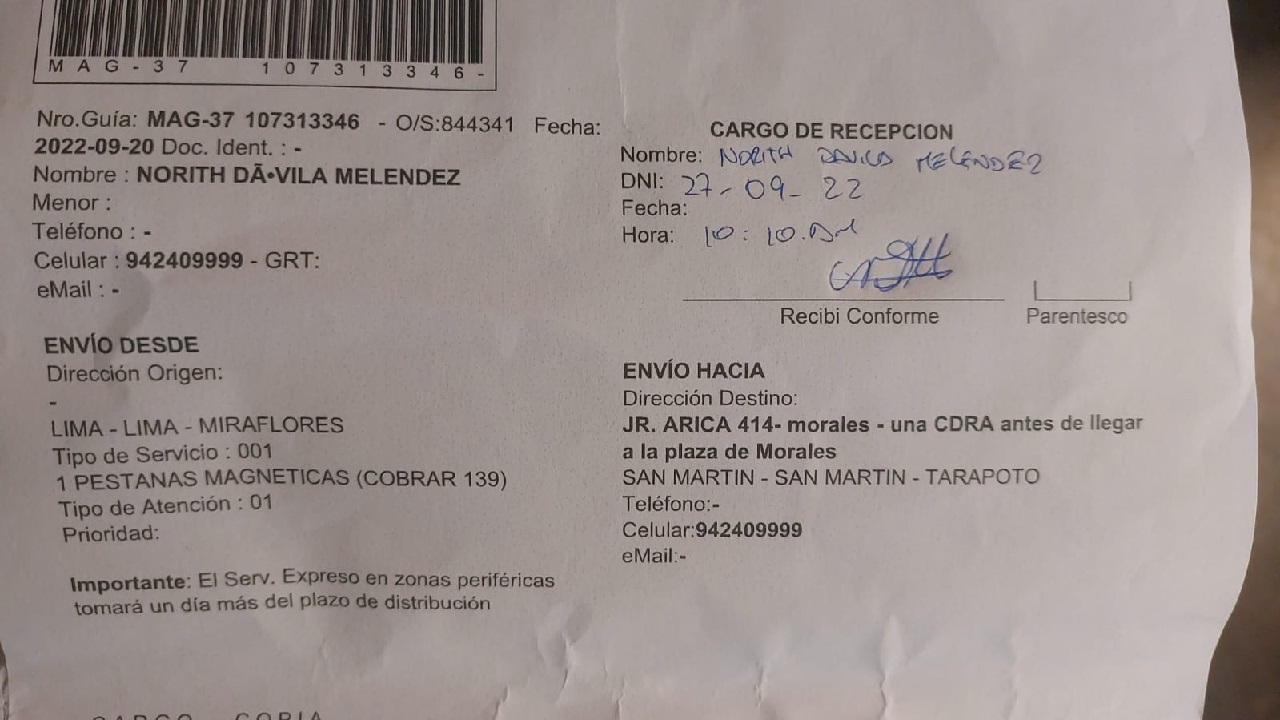 MAG-37 107313346-
Nro.Guía: MAG-37 107313346 - O/S:844341 Fecha:
2022-09-20 Doc. Ident. : -
Nombre : NORITH DÃ•VILA MELENDEZ
Menor :
Teléfono : -
Celular : 942409999 - GRT:
eMail : -
CARGO DE RECEPCION
Nombre: NORITH DAVILA MELENDEZ
DNI: 27-09-22
Fecha:
Hora: 10:10.AM
Recibi Conforme
Parentesco
ENVÍO DESDE
Dirección Origen:
-
LIMA - LIMA - MIRAFLORES
Tipo de Servicio : 001
1 PESTANAS MAGNETICAS (COBRAR 139)
Tipo de Atención : 01
Prioridad:
ENVÍO HACIA
Dirección Destino:
JR. ARICA 414- morales - una CDRA antes de llegar
a la plaza de Morales
SAN MARTIN - SAN MARTIN - TARAPOTO
Teléfono:-
Celular:942409999
eMail:-
Importante: El Serv. Expreso en zonas periféricas
tomará un día más del plazo de distribución
CARGO - COPIA